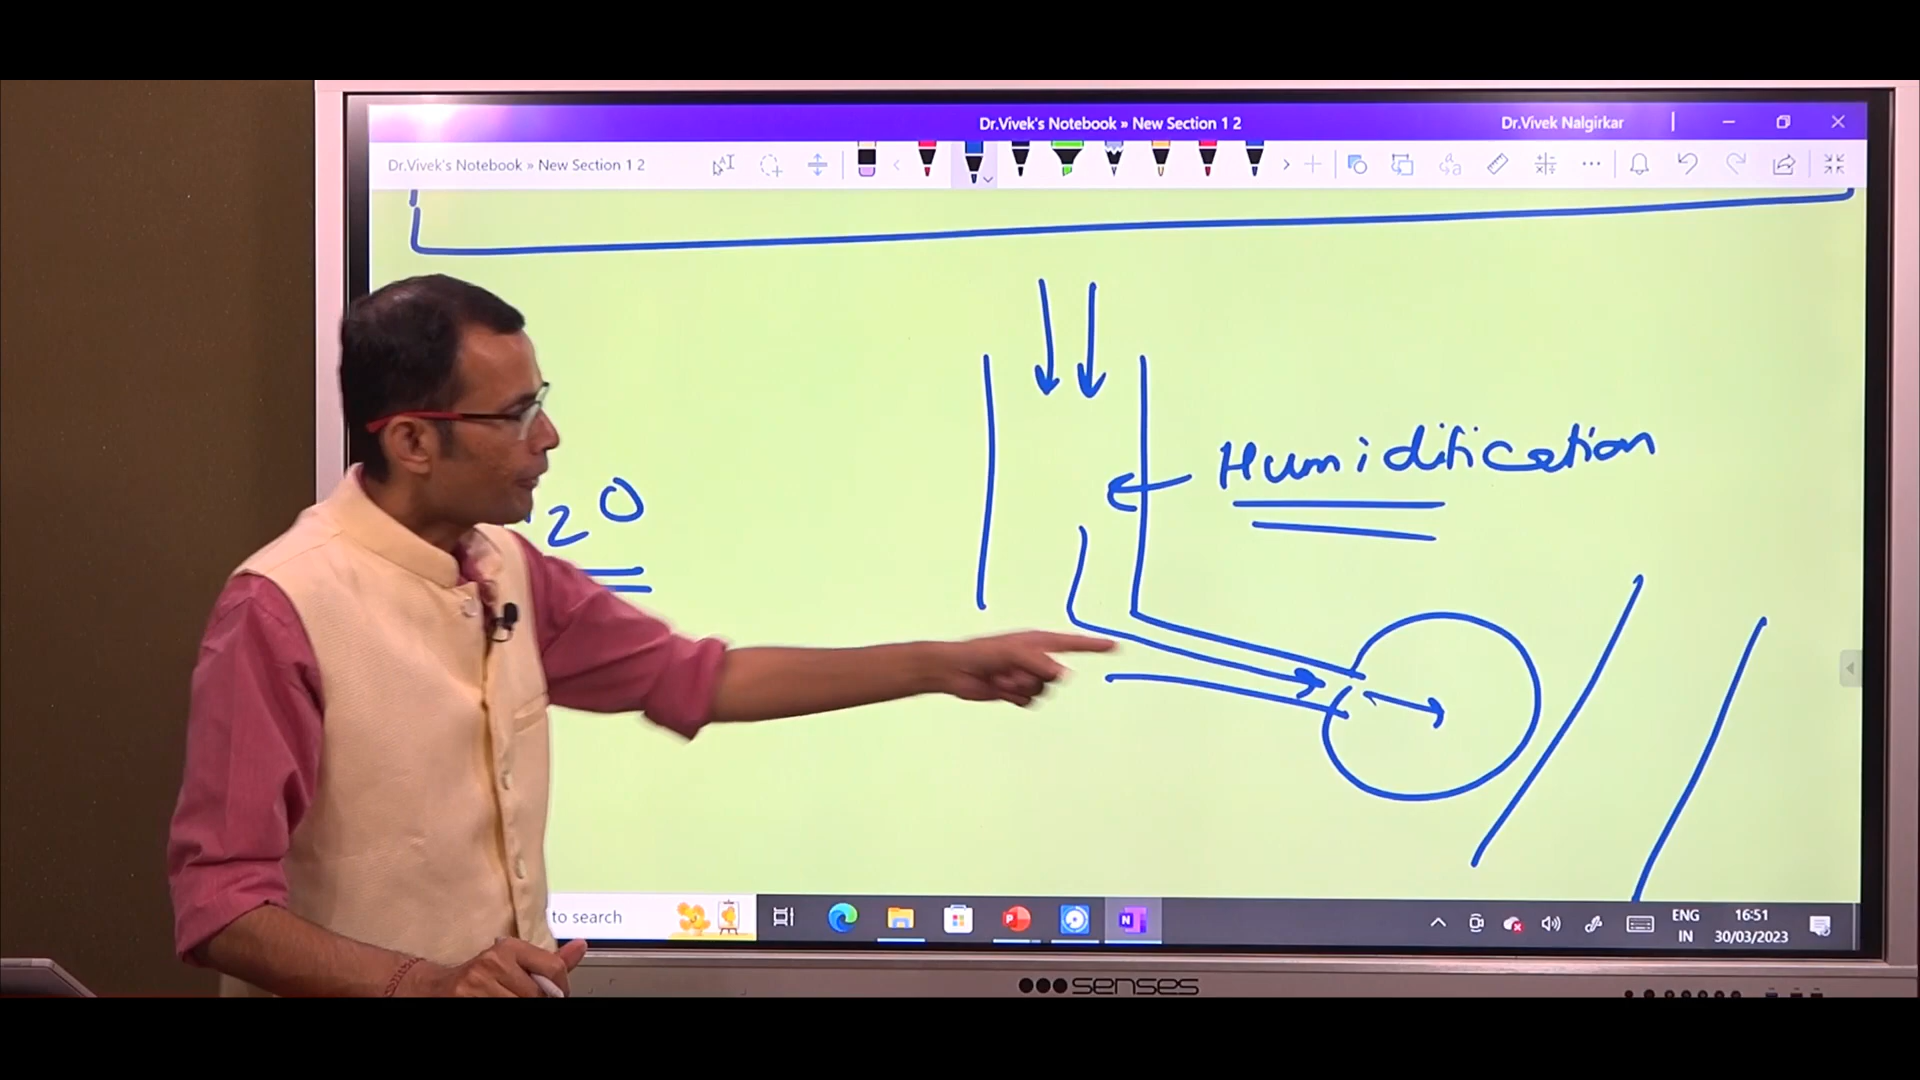 Dr.Vivek's Notebook » New Section 1 2
Dr.Vivek Nalgirkar
Dr.Vivek's Notebook » New Section 1 2
Humidification
2O
to search
ENG
IN
16:51
30/03/2023
senses